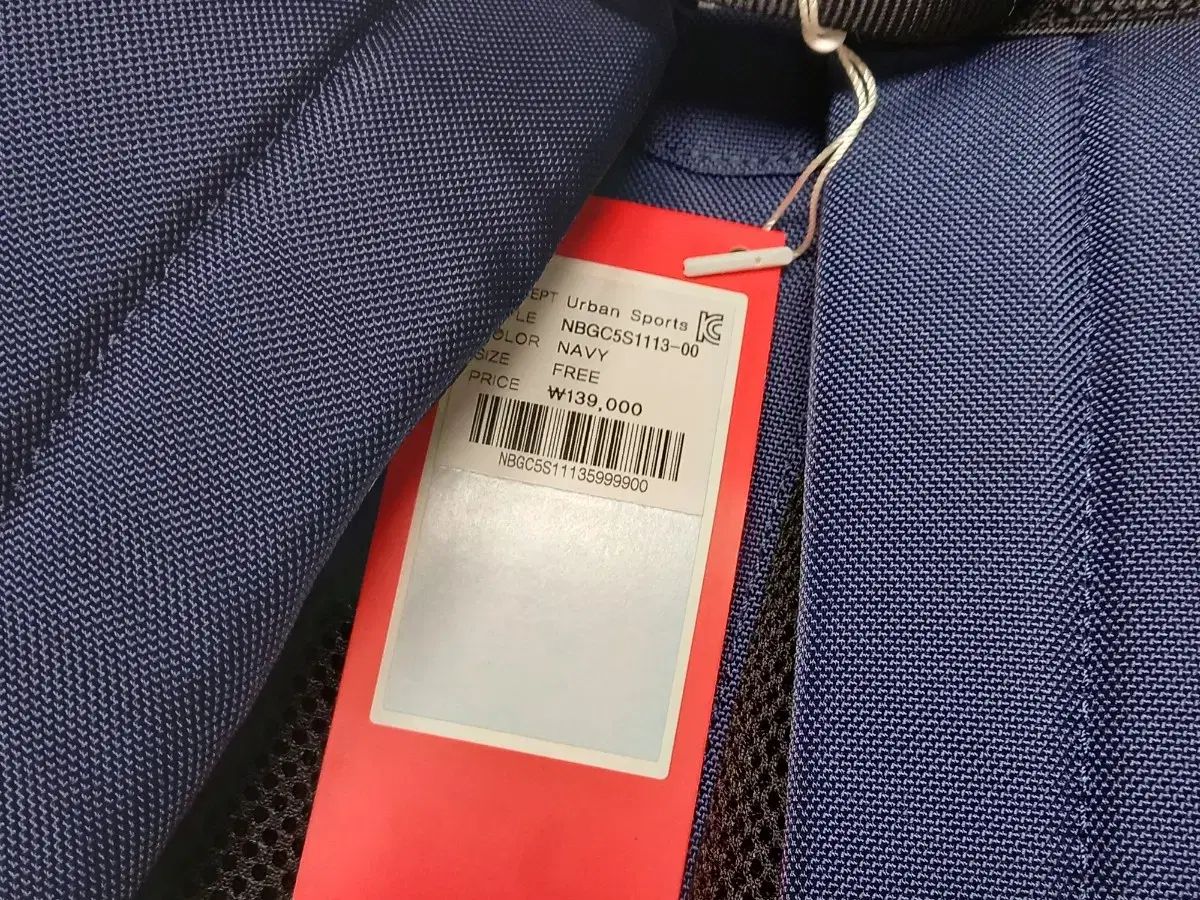 EPT Urban Sports
LE NBGC5S1113-00
OLOR NAVY
SIZE FREE
PRICE ₩139,000
NBGC5S11135999900